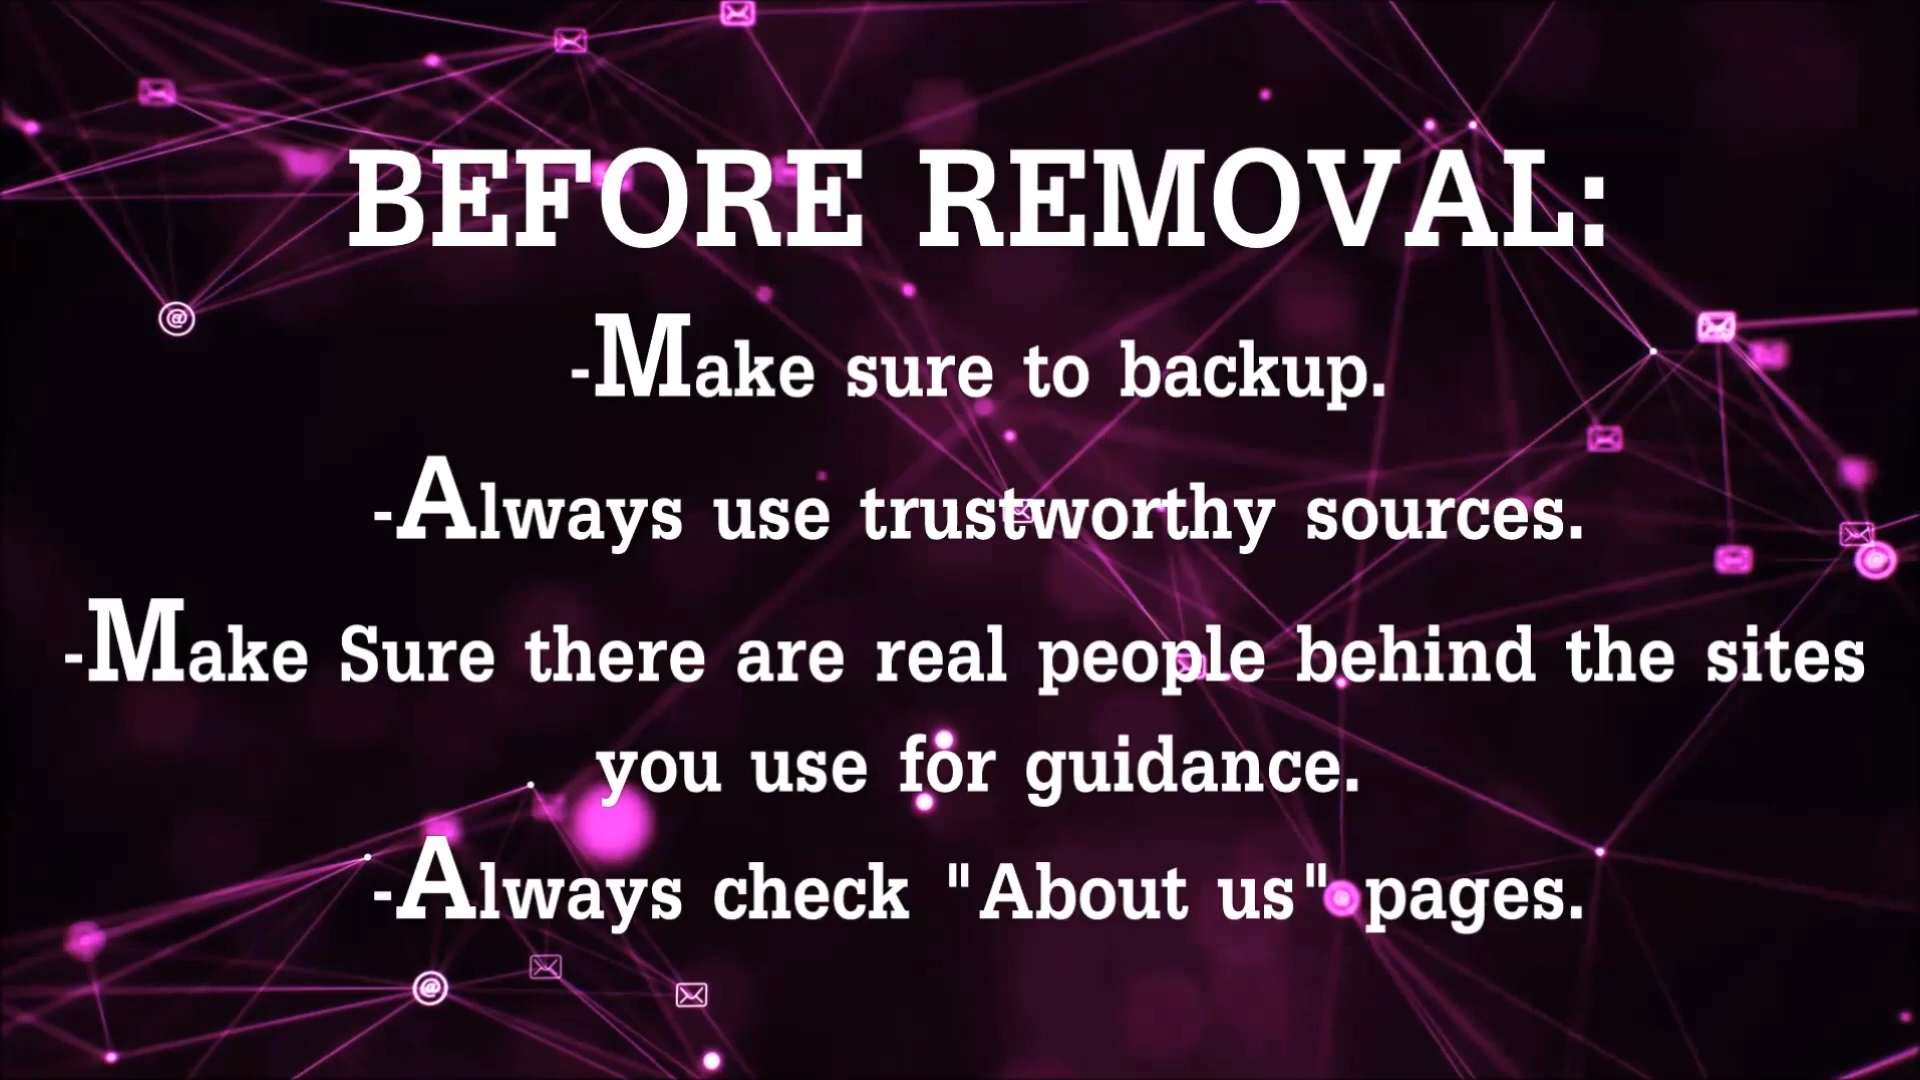 BEFORE REMOVAL:
-Make sure to backup.
-Always use trustworthy sources.
-Make Sure there are real people behind the sites
you use for guidance.
-Always check "About us" pages.